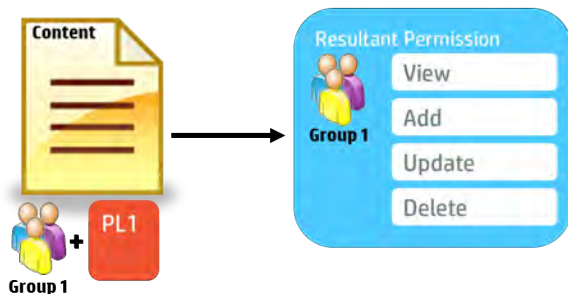 Content
PL1
+
Group 1
Resultant Permission
Group 1
View
Add
Update
Delete